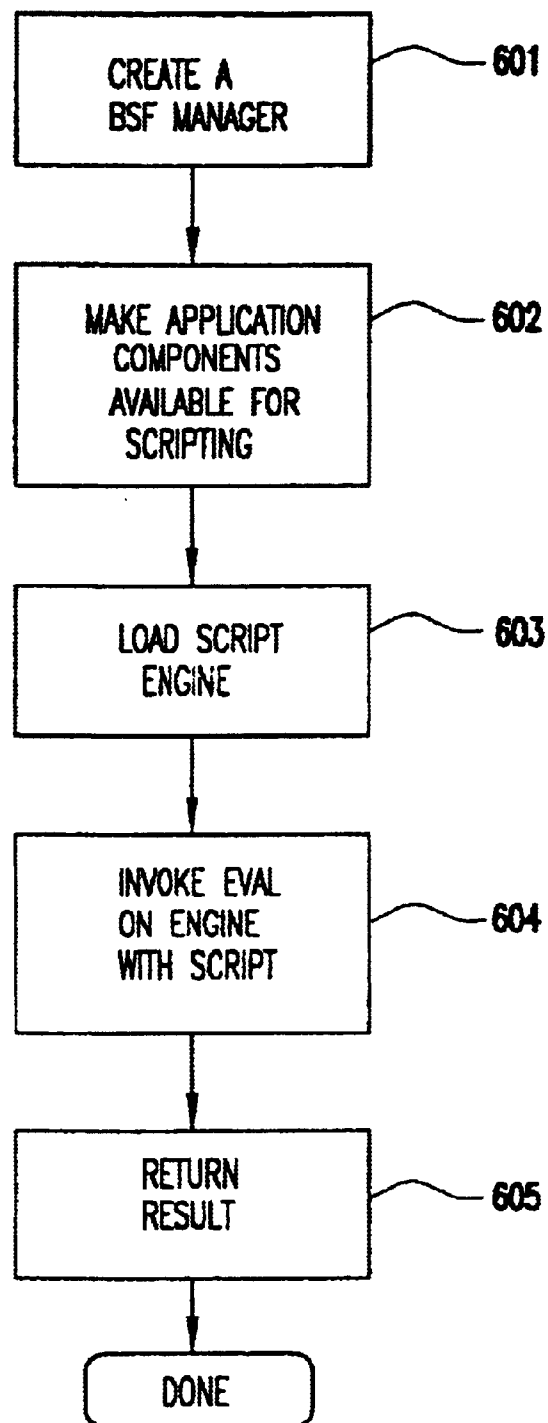 CREATE A
BSF MANAGER
601
MAKE APPLICATION
COMPONENTS
AVAILABLE FOR
SCRIPTING
602
LOAD SCRIPT
ENGINE
603
INVOKE EVAL
ON ENGINE
WITH SCRIPT
604
RETURN
RESULT
605
DONE